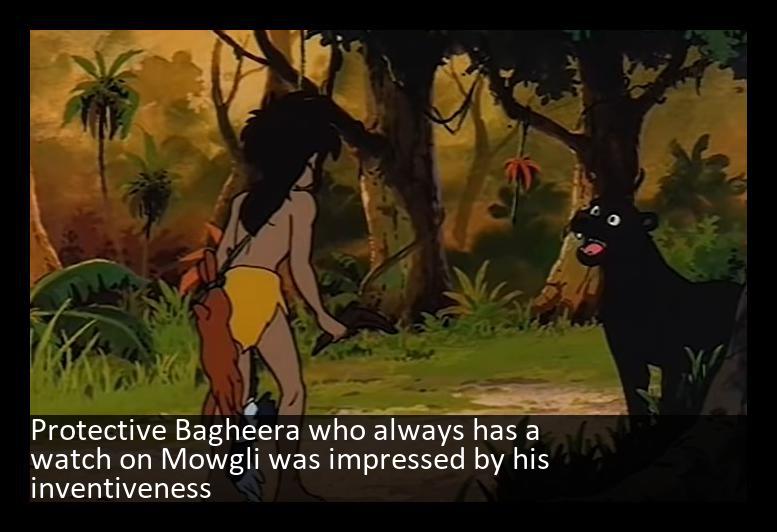 Protective Bagheera who always has a
watch on Mowgli was impressed by his
inventiveness